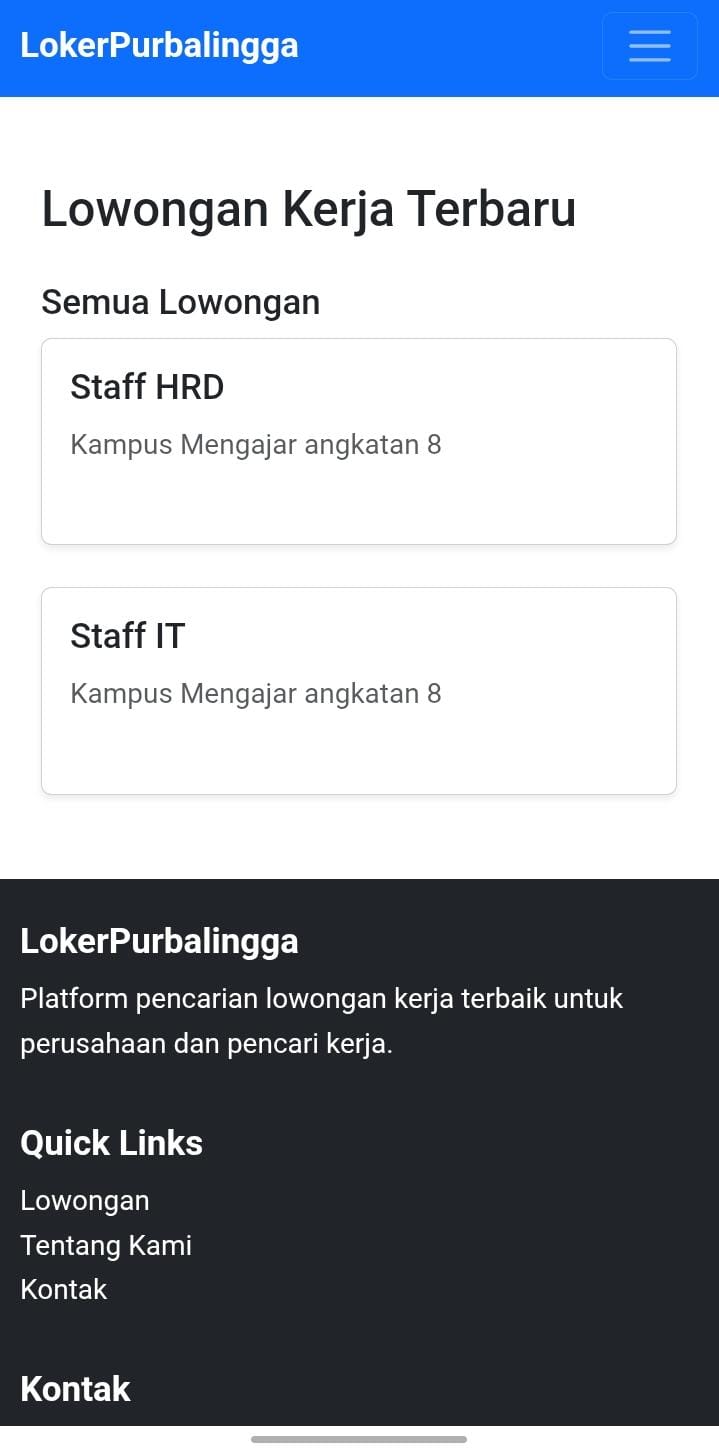 LokerPurbalingga
Lowongan Kerja Terbaru
Semua Lowongan
Staff HRD
Kampus Mengajar angkatan 8
Staff IT
Kampus Mengajar angkatan 8
LokerPurbalingga
Platform pencarian lowongan kerja terbaik untuk
perusahaan dan pencari kerja.
Quick Links
Lowongan
Tentang Kami
Kontak
Kontak